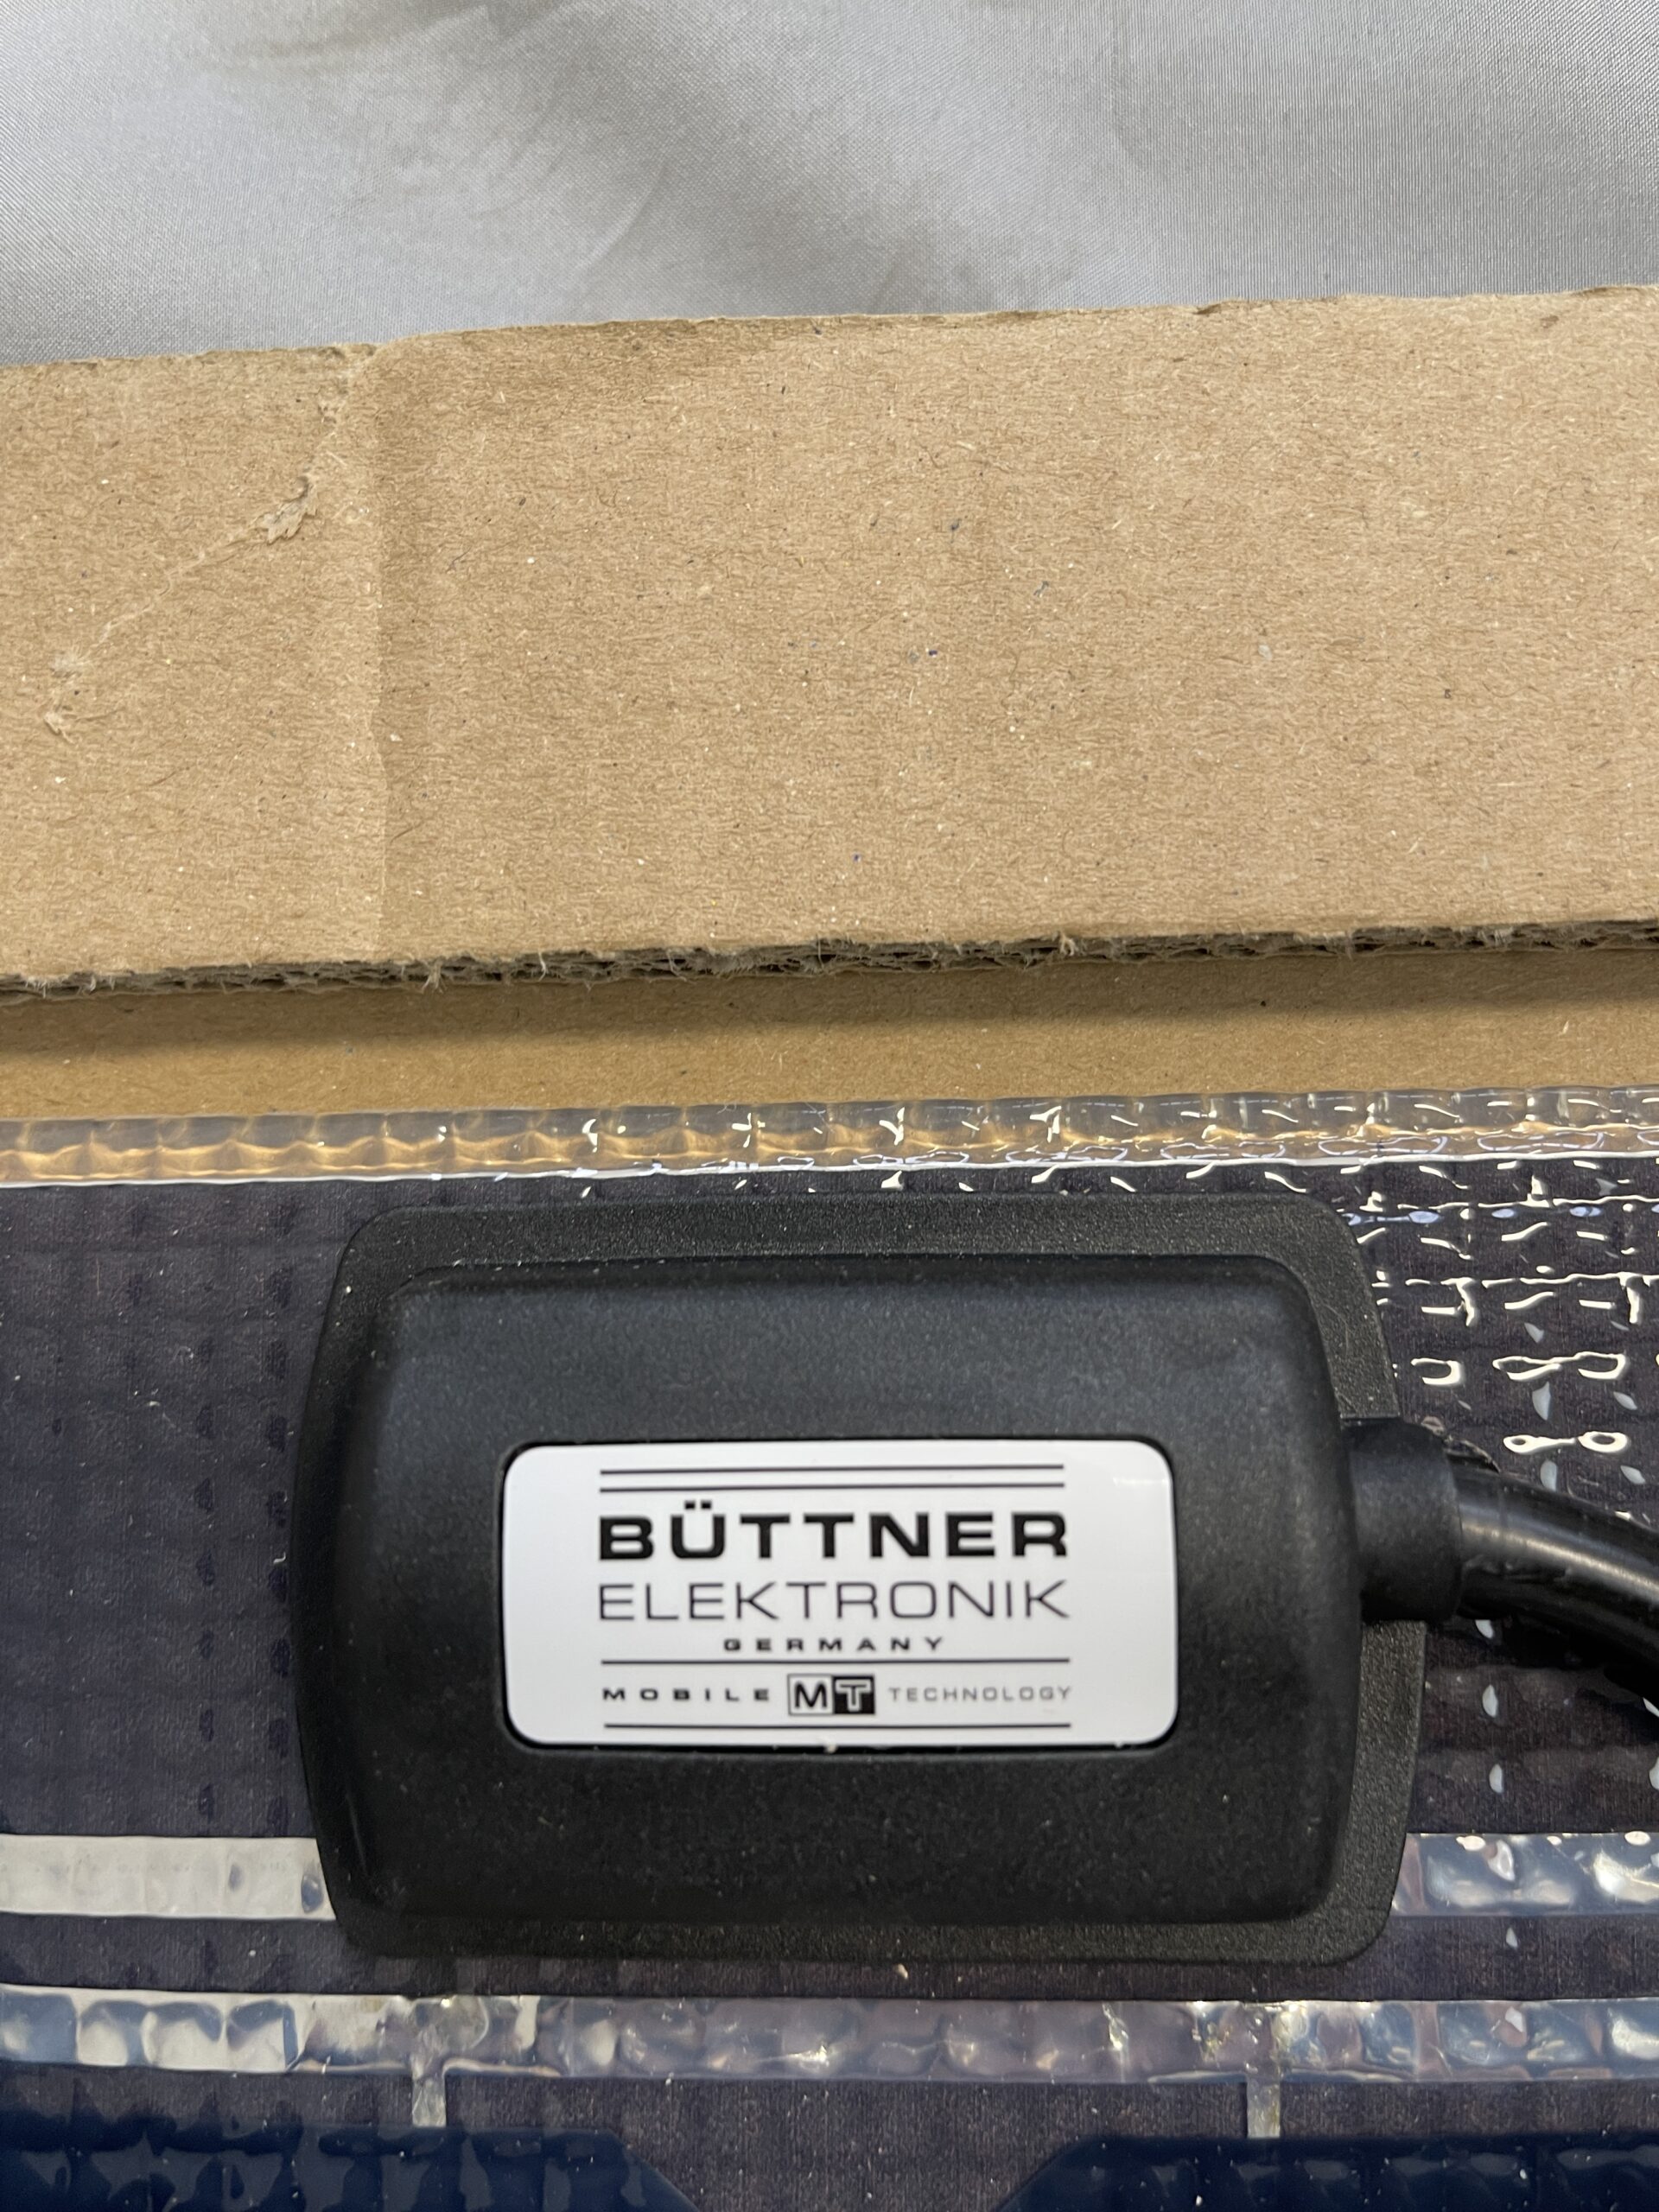 BÜTTNER
ELEKTRONIK
GERMANY
MOBILE MT TECHNOLOGY